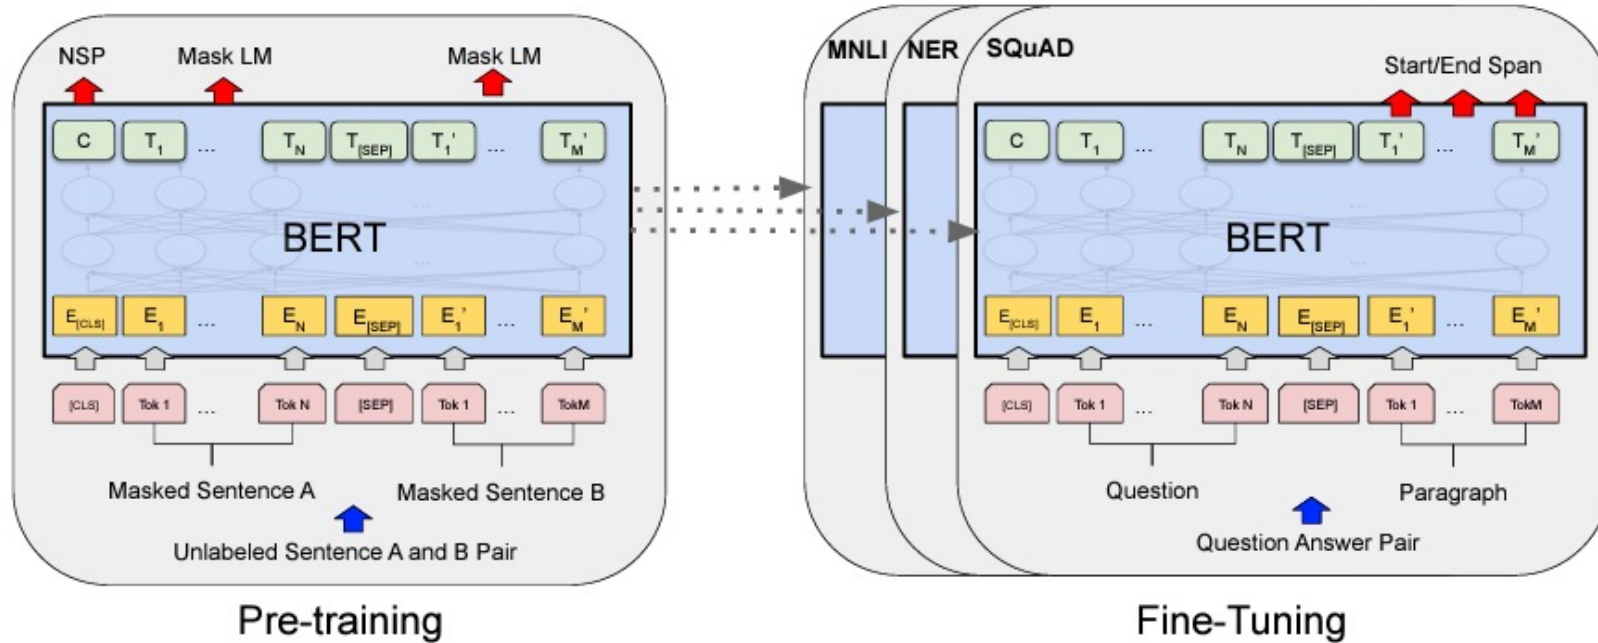 NSP Mask LM Mask LM
C T1 ... TN T[SEP] T1' ... TM'
...
BERT
...
E[CLS] E1 ... EN E[SEP] E1' ... EM'
[CLS] Tok 1 ... Tok N [SEP] Tok 1 ... TokM
Masked Sentence A Masked Sentence B
Unlabeled Sentence A and B Pair
Pre-training
MNLI NER SQuAD
Start/End Span
C T1 ... TN T[SEP] T1' ... TM'
...
BERT
...
E[CLS] E1 ... EN E[SEP] E1' ... EM'
[CLS] Tok 1 ... Tok N [SEP] Tok 1 ... TokM
Question Paragraph
Question Answer Pair
Fine-Tuning